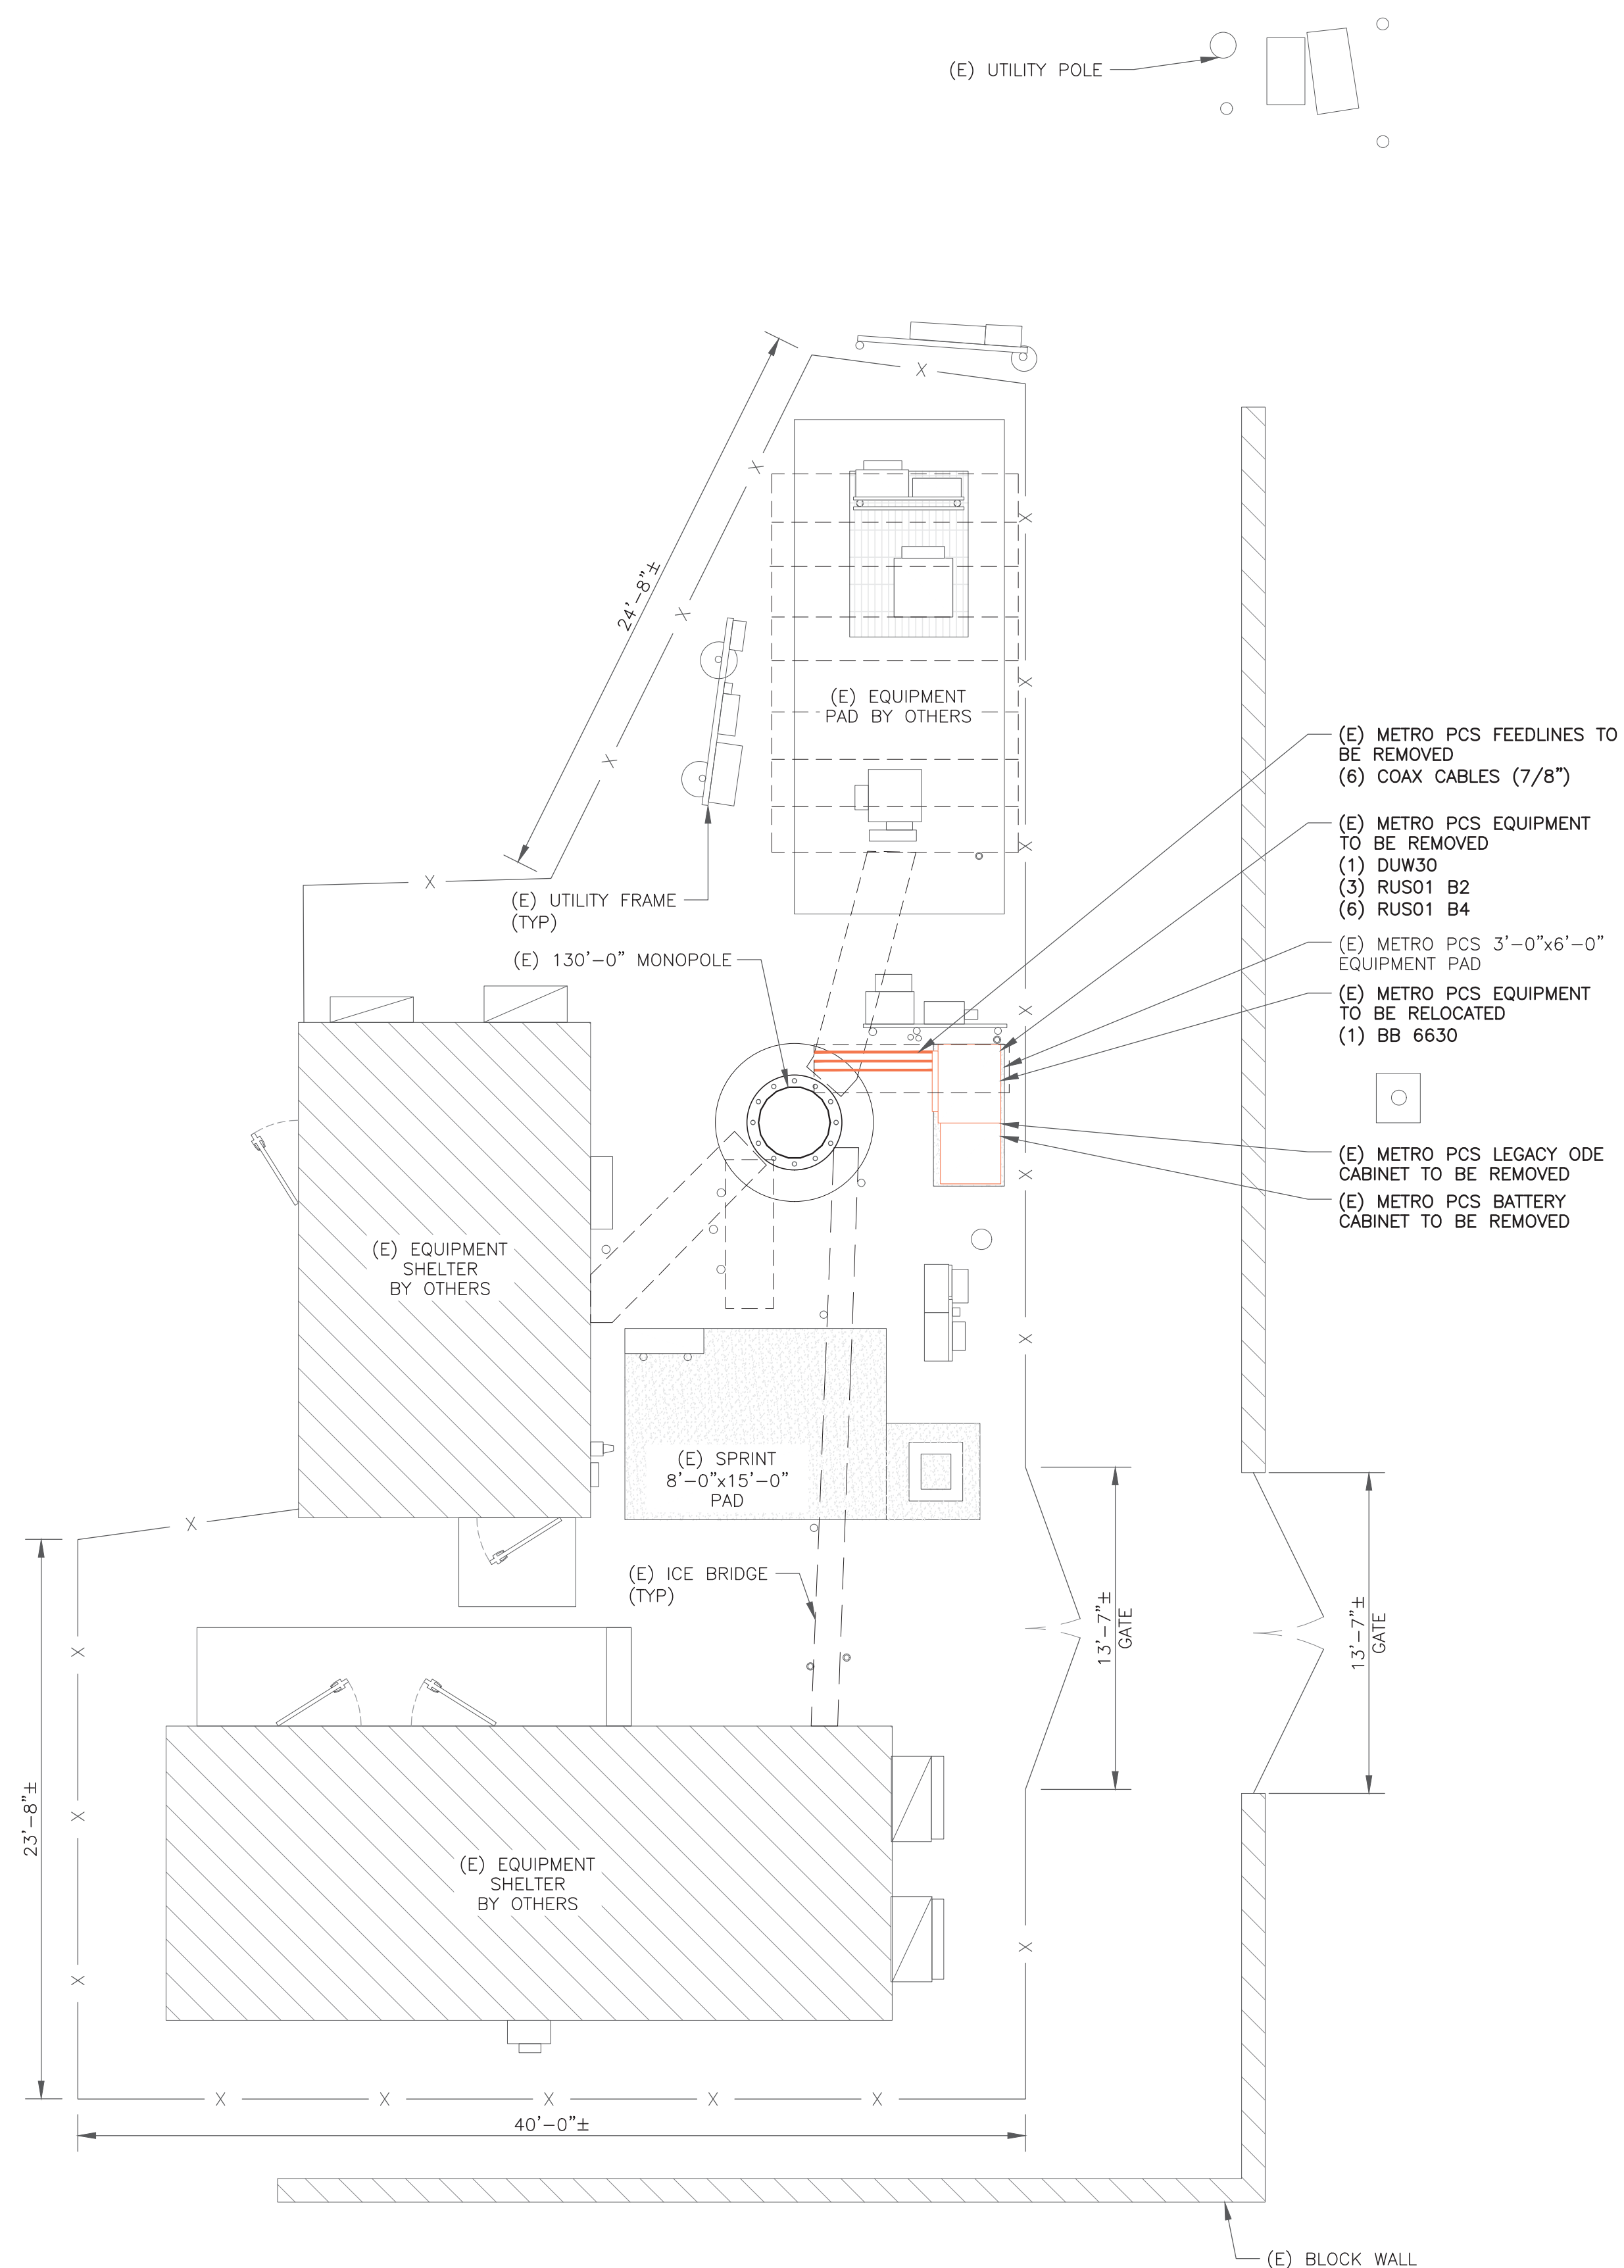 (E) UTILITY POLE
24'-8"±
(E) EQUIPMENT
PAD BY OTHERS
(E) METRO PCS FEEDLINES TO
BE REMOVED
(6) COAX CABLES (7/8")
(E) METRO PCS EQUIPMENT
TO BE REMOVED
(1) DUW30
(3) RUS01 B2
(6) RUS01 B4
(E) METRO PCS 3'-0"x6'-0"
EQUIPMENT PAD
(E) METRO PCS EQUIPMENT
TO BE RELOCATED
(1) BB 6630
(E) METRO PCS LEGACY ODE
CABINET TO BE REMOVED
(E) METRO PCS BATTERY
CABINET TO BE REMOVED
(E) UTILITY FRAME
(TYP)
(E) 130'-0" MONOPOLE
(E) EQUIPMENT
SHELTER
BY OTHERS
(E) SPRINT
8'-0"x15'-0"
PAD
(E) ICE BRIDGE
(TYP)
13'-7"±
GATE
13'-7"±
GATE
23'-8"±
(E) EQUIPMENT
SHELTER
BY OTHERS
40'-0"±
(E) BLOCK WALL